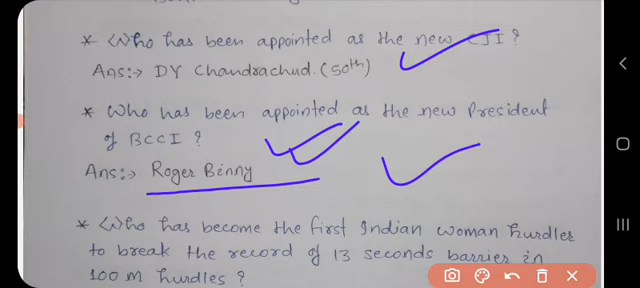 * Who has been appointed as the new CJI?
Ans:→ DY Chandrachud. (50th)
* Who has been appointed as the new President
of BCCI ?
Ans:→ Roger Binny
* Who has become the first Indian woman hurdler
to break the record of 13 seconds barrier in
100 m hurdles ?